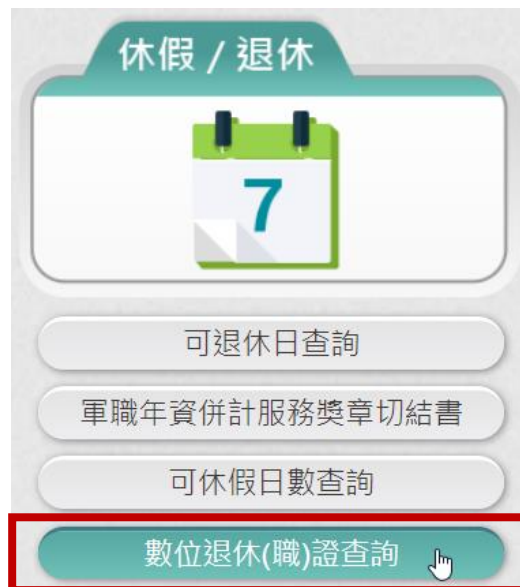 休假 / 退休
7
可退休日查詢
軍職年資併計服務獎章切結書
可休假日數查詢
數位退休(職)證查詢